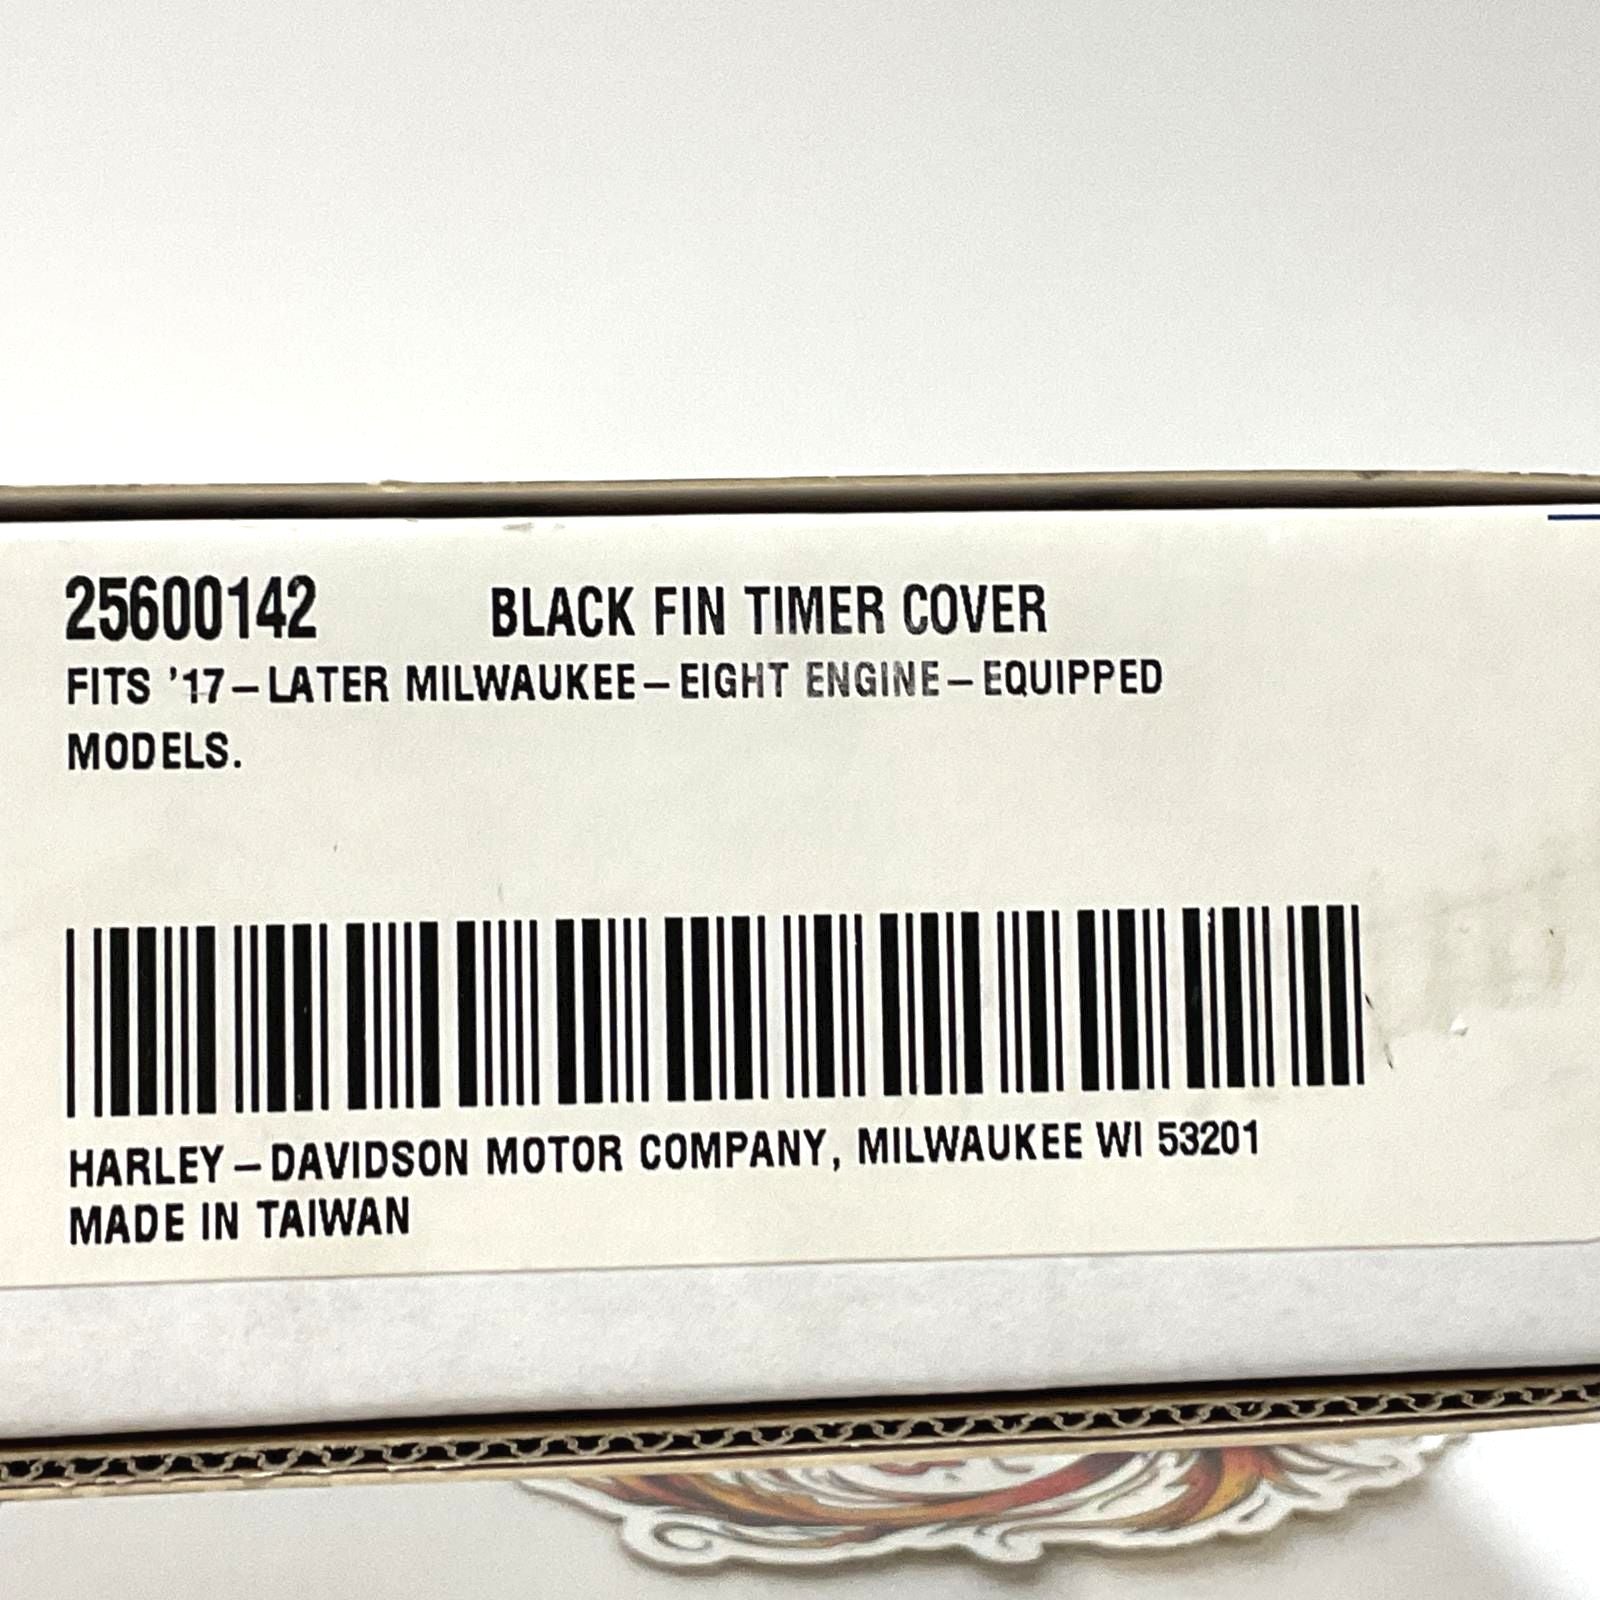 25600142 BLACK FIN TIMER COVER
FITS '17-LATER MILWAUKEE-EIGHT ENGINE-EQUIPPED
MODELS.
HARLEY-DAVIDSON MOTOR COMPANY, MILWAUKEE WI 53201
MADE IN TAIWAN